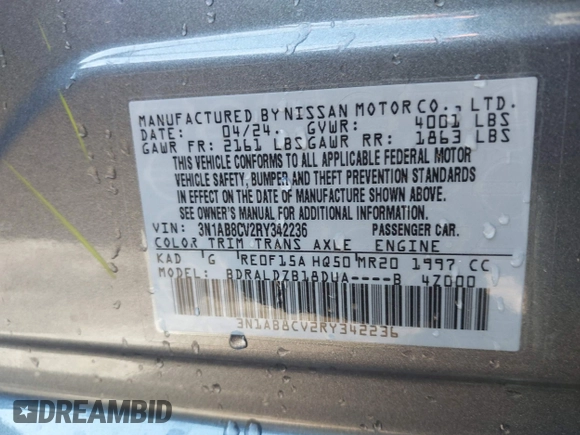 MANUFACTURED BY NISSAN MOTOR CO., LTD.
DATE: 04/24. GVWR: 4001 LBS
GAWR FR: 2161 LBS GAWR RR: 1863 LBS
THIS VEHICLE CONFORMS TO ALL APPLICABLE FEDERAL MOTOR
VEHICLE SAFETY, BUMPER AND THEFT PREVENTION STANDARDS
IN EFFECT ON THE DATE OF MANUFACTURE SHOWN ABOVE.
SEE OWNER'S MANUAL FOR ADDITIONAL INFORMATION.
VIN: 3N1AB8CV2RY342236 PASSENGER CAR.
COLOR TRIM TRANS AXLE ENGINE
KAD G RE0F15A HQ50 MR20 1997 CC
MODEL: BDRALDZB18DUA----B 4Z000
3N1AB8CV2RY342236
DREAMBID